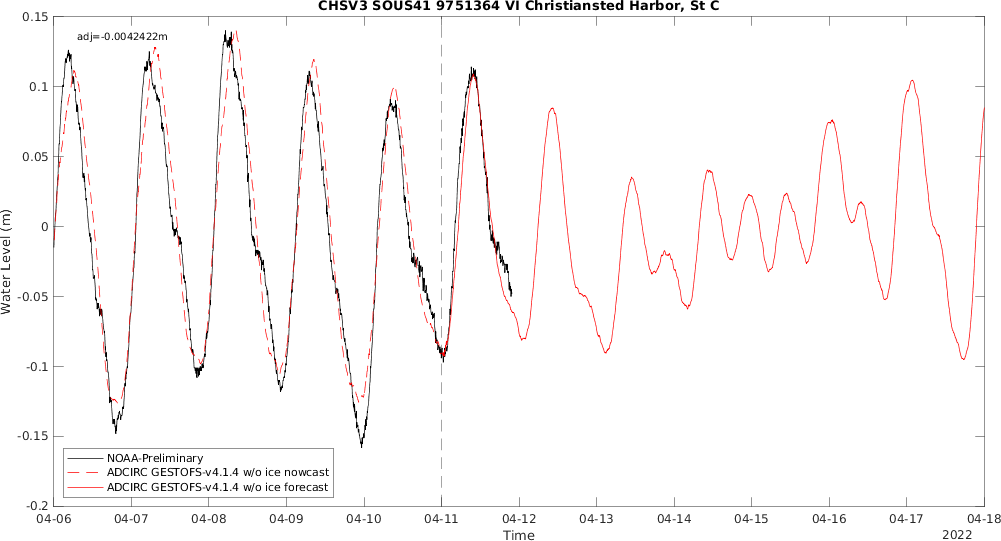 CHSV3 SOUS41 9751364 VI Christiansted Harbor, St C
adj=-0.0042422m
0.15
0.1
0.05
0
-0.05
-0.1
-0.15
-0.2
Water Level (m)
NOAA-Preliminary
ADCIRC GESTOFS-v4.1.4 w/o ice nowcast
ADCIRC GESTOFS-v4.1.4 w/o ice forecast
04-06 04-07 04-08 04-09 04-10 04-11 04-12 04-13 04-14 04-15 04-16 04-17 04-18
Time
2022